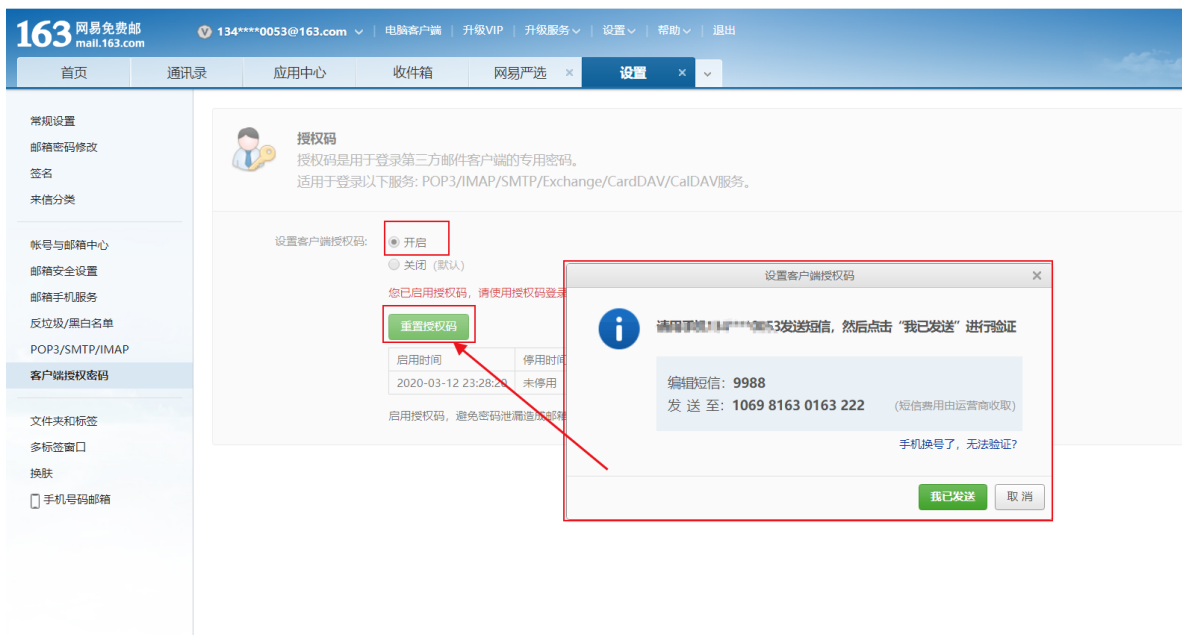 163 网易免费邮
mail.163.com
134****0053@163.com
电脑客户端
升级VIP
升级服务
设置
帮助
退出
首页
通讯录
应用中心
收件箱
网易严选
设置
常规设置
邮箱密码修改
签名
来信分类
帐号与邮箱中心
邮箱安全设置
邮箱手机服务
反垃圾/黑白名单
POP3/SMTP/IMAP
客户端授权密码
文件夹和标签
多标签窗口
换肤
手机号码邮箱
授权码
授权码是用于登录第三方邮件客户端的专用密码。
适用于登录以下服务: POP3/IMAP/SMTP/Exchange/CardDAV/CalDAV服务。
设置客户端授权码:
开启
关闭 (默认)
您已启用授权码，请使用授权码登录
重置授权码
启用时间 停用时间
2020-03-12 23:28:20 未停用
启用授权码，避免密码泄漏造成邮箱
设置客户端授权码
53发送短信，然后点击“我已发送”进行验证
编辑短信：9988
发 送 至：1069 8163 0163 222 (短信费用由运营商收取)
手机换号了，无法验证?
我已发送
取 消